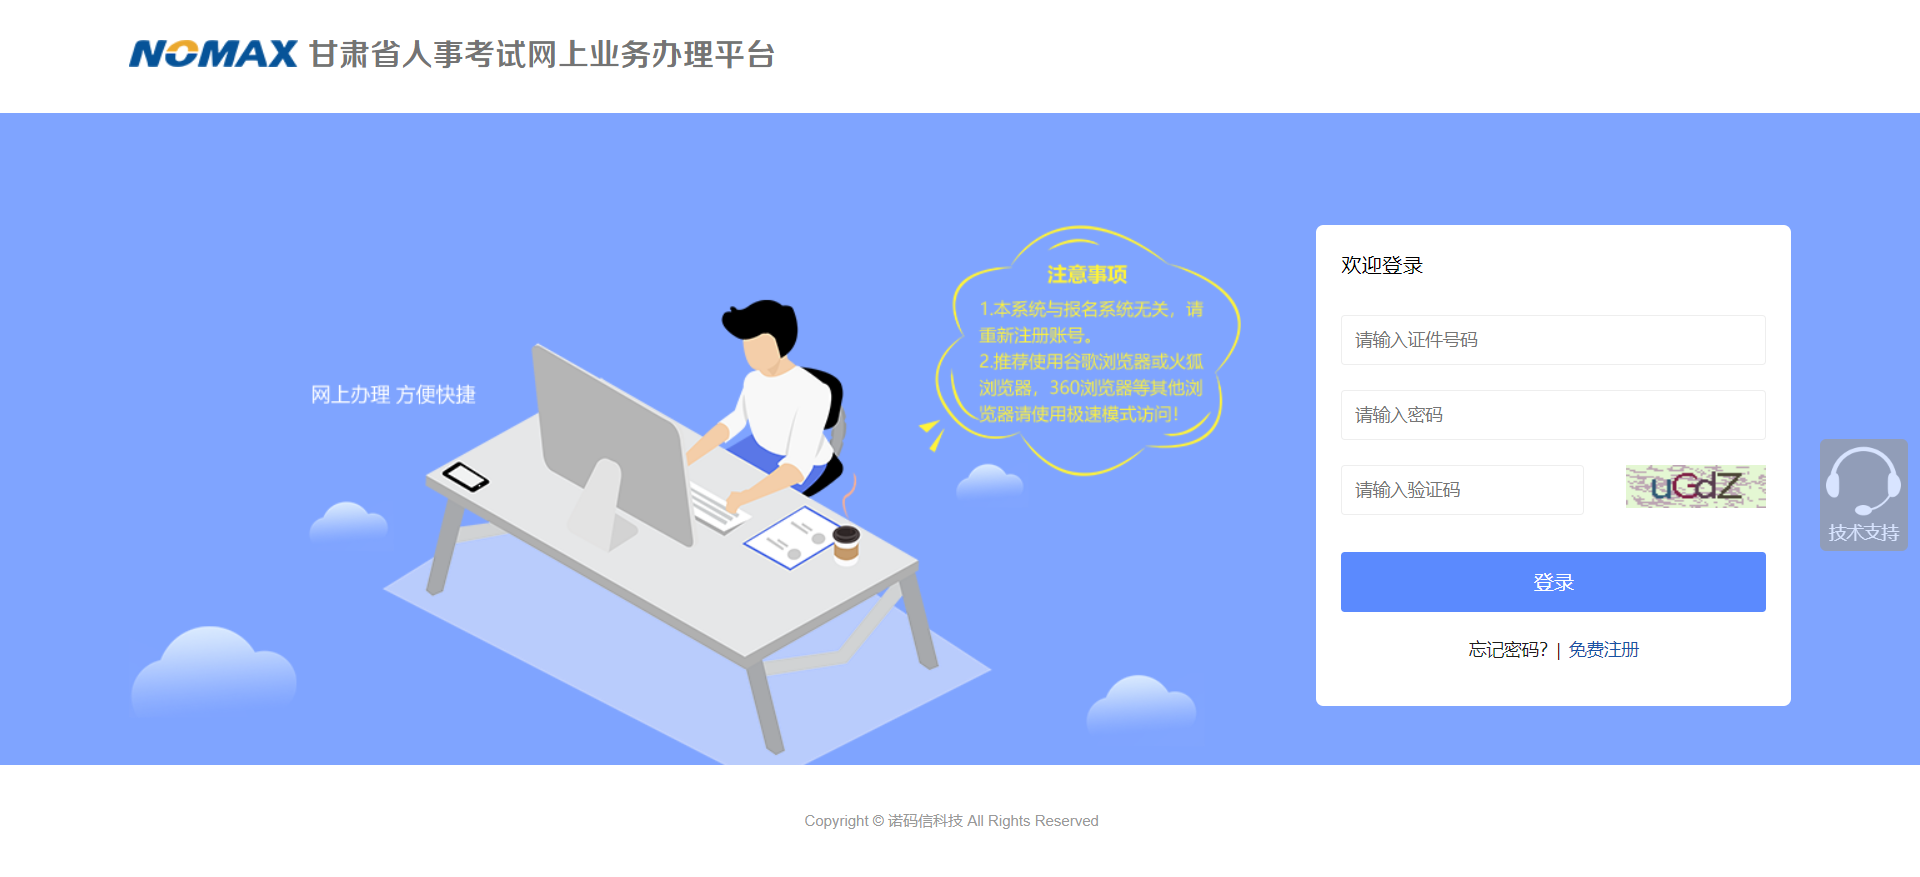 NOMAX 甘肃省人事考试网上业务办理平台
网上办理 方便快捷
注意事项
1.本系统与报名系统无关，请
重新注册账号。
2.推荐使用谷歌浏览器或火狐
浏览器，360浏览器等其他浏
览器请使用极速模式访问！
欢迎登录
请输入证件号码
请输入密码
请输入验证码
uGdZ
登录
忘记密码? | 免费注册
技术支持
Copyright © 诺码信科技 All Rights Reserved